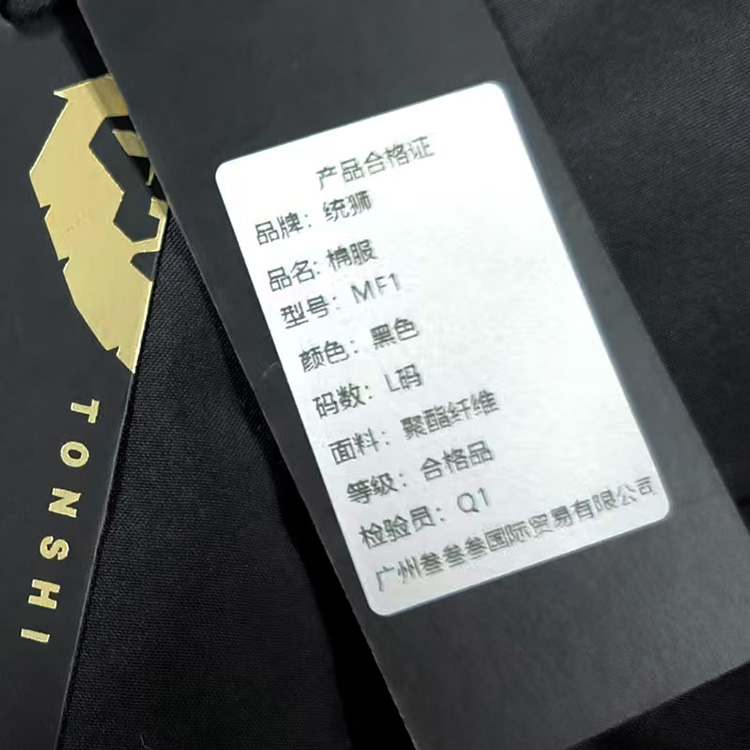 产品合格证
品牌：统狮
品名：棉服
型号：MF1
颜色：黑色
码数：L码
面料：聚酯纤维
等级：合格品
检验员：Q1
广州叁叁叁国际贸易有限公司
TONSHI